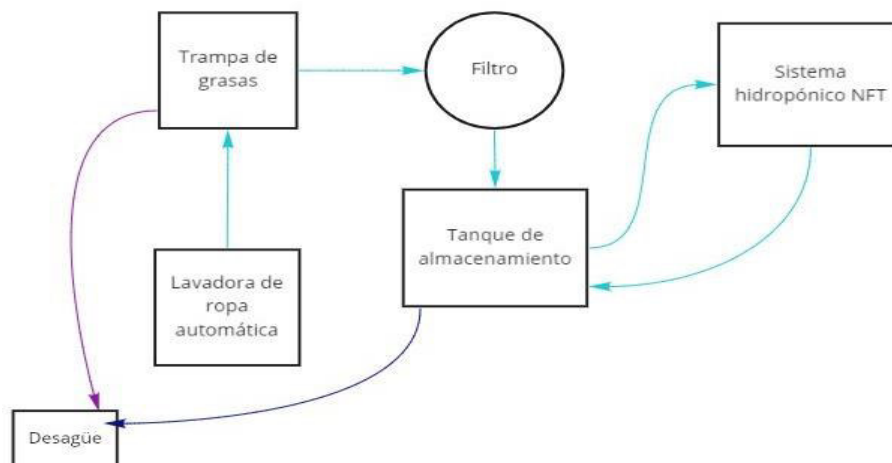 Trampa de
grasas
Filtro
Sistema
hidropónico NFT
Tanque de
almacenamiento
Lavadora de
ropa
automática
Desagüe